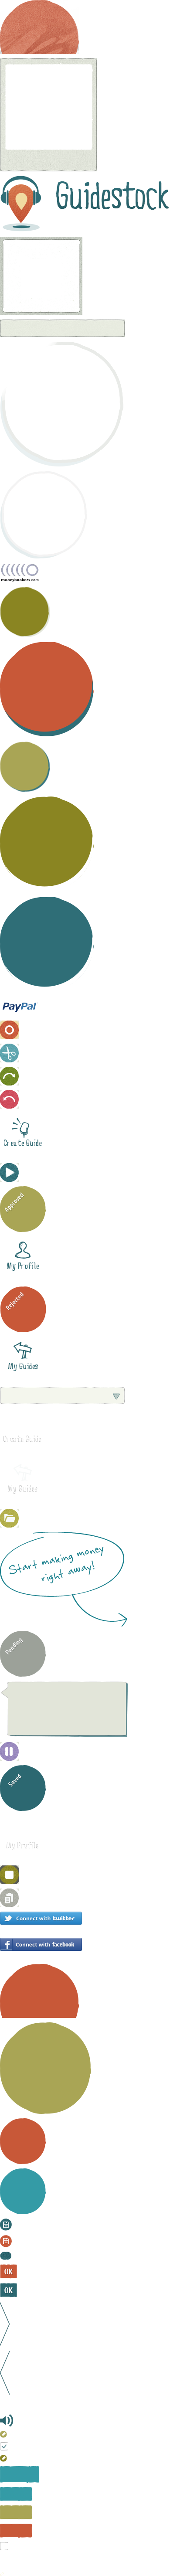 Guidestock
moneybookers.com
PayPal
Create Guide
Approved
My Profile
Rejected
My Guides
Create Guide
My Guides
Start making money
right away!
Pending
Saved
My Profile
Connect with twitter
Connect with facebook
OK
OK